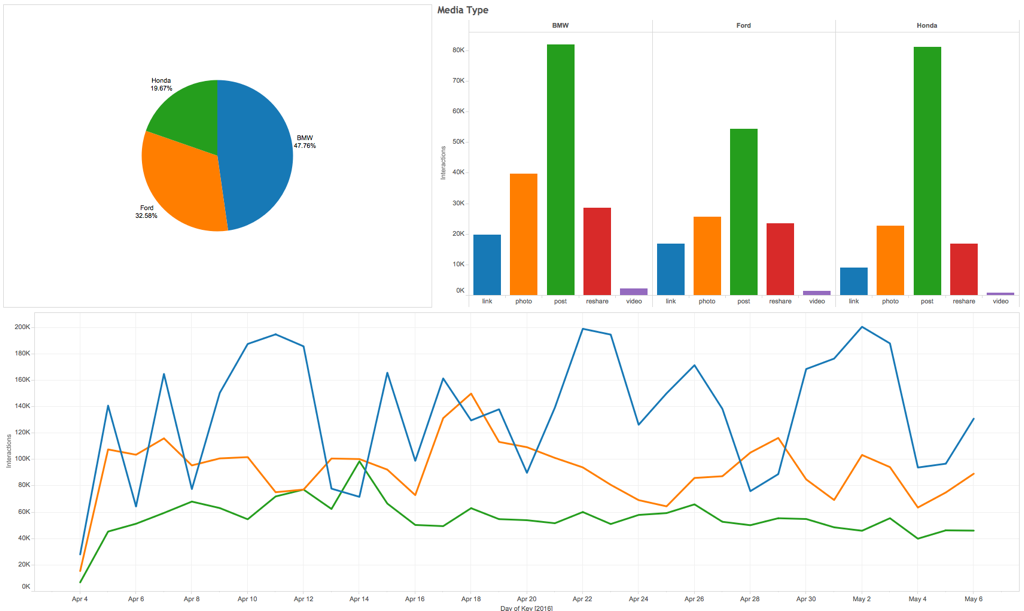 Media Type
Honda
19.67%
BMW
47.76%
Ford
32.58%
BMW Ford Honda
80K
70K
60K
50K
40K
30K
20K
10K
0K
Interactions
link photo post reshare video link photo post reshare video link photo post reshare video
200K
180K
160K
140K
120K
100K
80K
60K
40K
20K
0K
Interactions
Apr 4 Apr 6 Apr 8 Apr 10 Apr 12 Apr 14 Apr 16 Apr 18 Apr 20 Apr 22 Apr 24 Apr 26 Apr 28 Apr 30 May 2 May 4 May 6
Day of Key [2016]